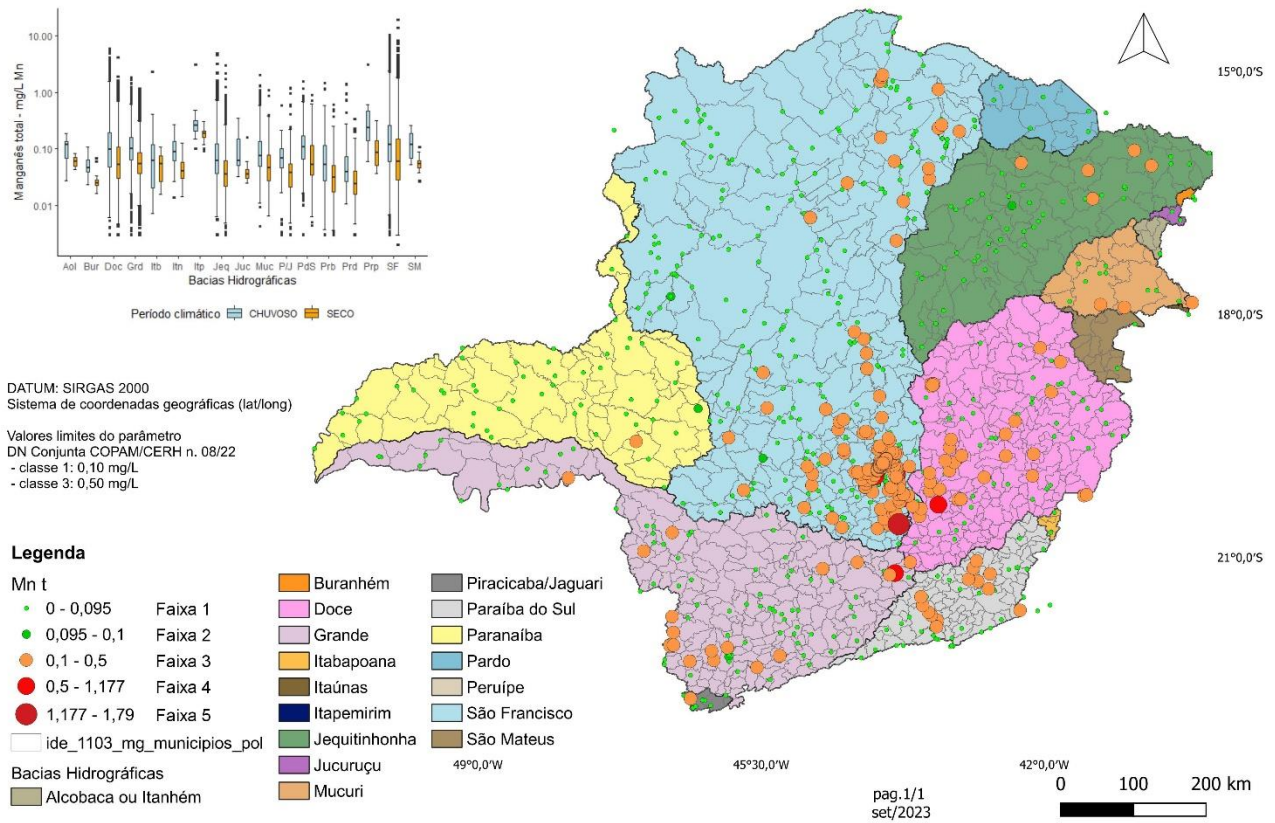 10.00
1.00
0.10
0.01
Manganês total - mg/L Mn
Aol Bur Doc Grd Itb Itn Itp Jeq Juc Muc P/J PdS Prb Prd Prp SF SM
Bacias Hidrográficas
Período climático CHUVOSO SECO
15°0,0'S
18°0,0'S
21°0,0'S
DATUM: SIRGAS 2000
Sistema de coordenadas geográficas (lat/long)
Valores limites do parâmetro
DN Conjunta COPAM/CERH n. 08/22
- classe 1: 0,10 mg/L
- classe 3: 0,50 mg/L
Legenda
Mn t
0 - 0,095 Faixa 1
0,095 - 0,1 Faixa 2
0,1 - 0,5 Faixa 3
0,5 - 1,177 Faixa 4
1,177 - 1,79 Faixa 5
ide_1103_mg_municipios_pol
Bacias Hidrográficas
Alcobaca ou Itanhém
Buranhém
Doce
Grande
Itabapoana
Itaúnas
Itapemirim
Jequitinhonha
Jucuruçu
Mucuri
Piracicaba/Jaguari
Paraíba do Sul
Paranaíba
Pardo
Peruípe
São Francisco
São Mateus
49°0,0'W
45°30,0'W
42°0,0'W
pag.1/1
set/2023
0 100 200 km